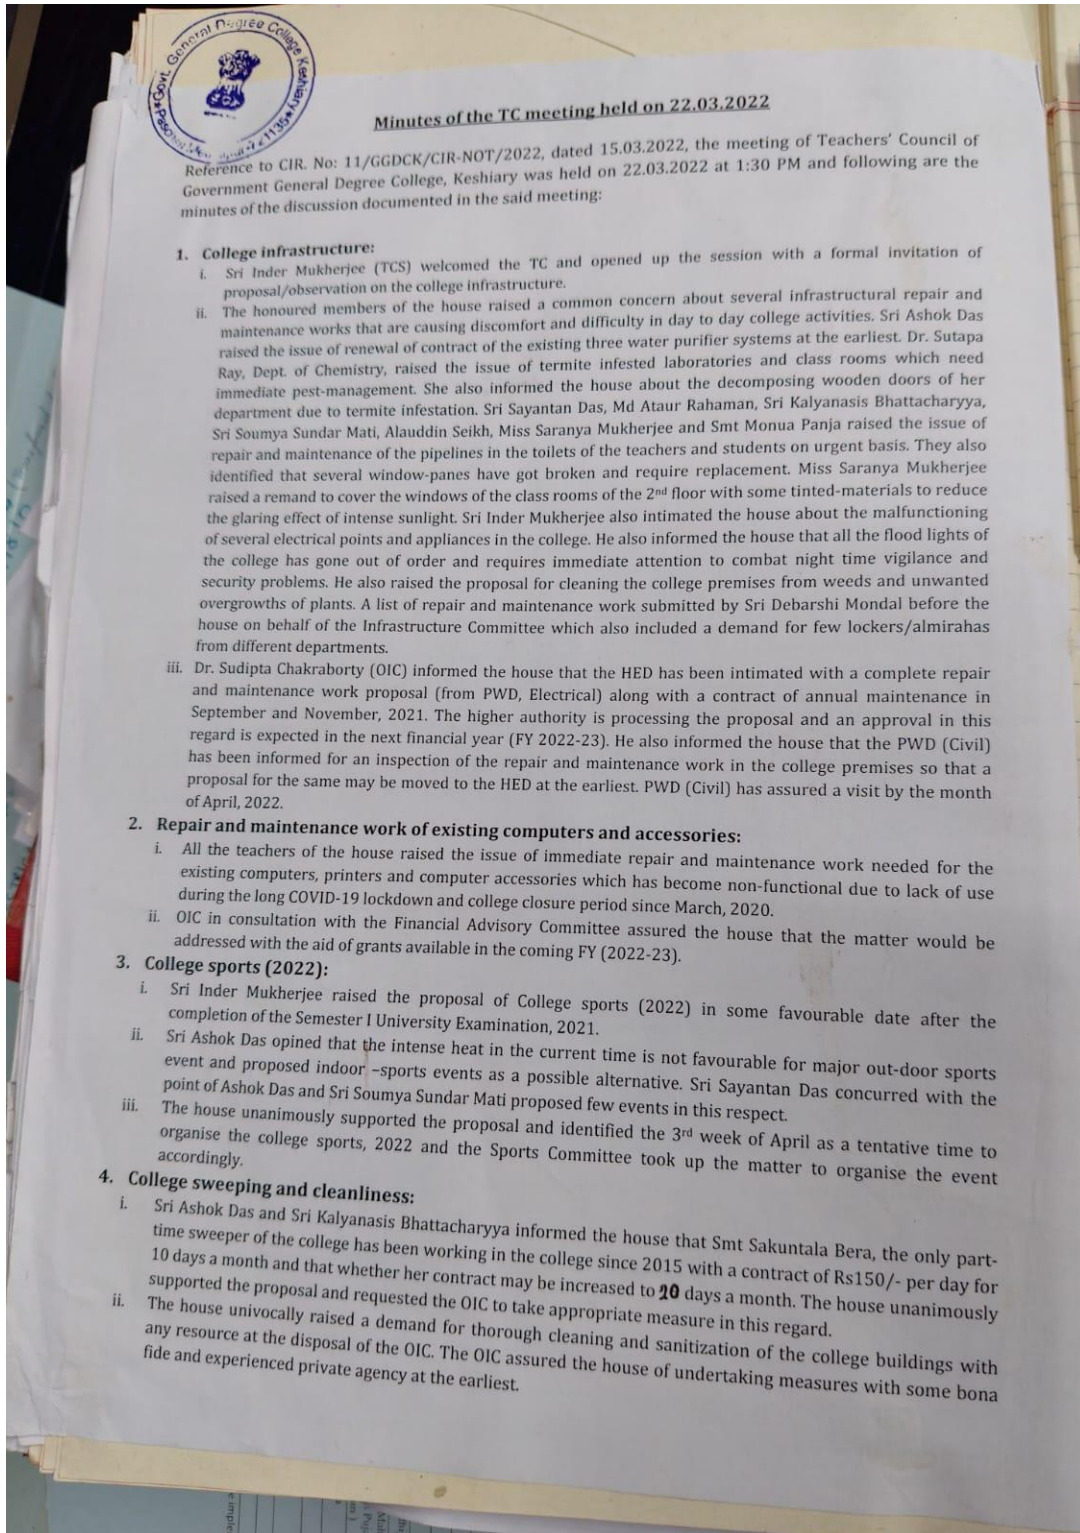 Govt. General Degree College Keshiary
Minutes of the TC meeting held on 22.03.2022
Reference to CIR. No: 11/GGDCK/CIR-NOT/2022, dated 15.03.2022, the meeting of Teachers' Council of
Government General Degree College, Keshiary was held on 22.03.2022 at 1:30 PM and following are the
minutes of the discussion documented in the said meeting:
1. College infrastructure:
i. Sri Inder Mukherjee (TCS) welcomed the TC and opened up the session with a formal invitation of
proposal/observation on the college infrastructure.
ii. The honoured members of the house raised a common concern about several infrastructural repair and
maintenance works that are causing discomfort and difficulty in day to day college activities. Sri Ashok Das
raised the issue of renewal of contract of the existing three water purifier systems at the earliest. Dr. Sutapa
Ray, Dept. of Chemistry, raised the issue of termite infested laboratories and class rooms which need
immediate pest-management. She also informed the house about the decomposing wooden doors of her
department due to termite infestation. Sri Sayantan Das, Md Ataur Rahaman, Sri Kalyanasis Bhattacharyya,
Sri Soumya Sundar Mati, Alauddin Seikh, Miss Saranya Mukherjee and Smt Monua Panja raised the issue of
repair and maintenance of the pipelines in the toilets of the teachers and students on urgent basis. They also
identified that several window-panes have got broken and require replacement. Miss Saranya Mukherjee
raised a remand to cover the windows of the class rooms of the 2nd floor with some tinted-materials to reduce
the glaring effect of intense sunlight. Sri Inder Mukherjee also intimated the house about the malfunctioning
of several electrical points and appliances in the college. He also informed the house that all the flood lights of
the college has gone out of order and requires immediate attention to combat night time vigilance and
security problems. He also raised the proposal for cleaning the college premises from weeds and unwanted
overgrowths of plants. A list of repair and maintenance work submitted by Sri Debarshi Mondal before the
house on behalf of the Infrastructure Committee which also included a demand for few lockers/almirahas
from different departments.
iii. Dr. Sudipta Chakraborty (OIC) informed the house that the HED has been intimated with a complete repair
and maintenance work proposal (from PWD, Electrical) along with a contract of annual maintenance in
September and November, 2021. The higher authority is processing the proposal and an approval in this
regard is expected in the next financial year (FY 2022-23). He also informed the house that the PWD (Civil)
has been informed for an inspection of the repair and maintenance work in the college premises so that a
proposal for the same may be moved to the HED at the earliest. PWD (Civil) has assured a visit by the month
of April, 2022.
2. Repair and maintenance work of existing computers and accessories:
i. All the teachers of the house raised the issue of immediate repair and maintenance work needed for the
existing computers, printers and computer accessories which has become non-functional due to lack of use
during the long COVID-19 lockdown and college closure period since March, 2020.
ii. OIC in consultation with the Financial Advisory Committee assured the house that the matter would be
addressed with the aid of grants available in the coming FY (2022-23).
3. College sports (2022):
i. Sri Inder Mukherjee raised the proposal of College sports (2022) in some favourable date after the
completion of the Semester I University Examination, 2021.
ii. Sri Ashok Das opined that the intense heat in the current time is not favourable for major out-door sports
event and proposed indoor –sports events as a possible alternative. Sri Sayantan Das concurred with the
point of Ashok Das and Sri Soumya Sundar Mati proposed few events in this respect.
iii. The house unanimously supported the proposal and identified the 3rd week of April as a tentative time to
organise the college sports, 2022 and the Sports Committee took up the matter to organise the event
accordingly.
4. College sweeping and cleanliness:
i. Sri Ashok Das and Sri Kalyanasis Bhattacharyya informed the house that Smt Sakuntala Bera, the only part-
time sweeper of the college has been working in the college since 2015 with a contract of Rs150/- per day for
10 days a month and that whether her contract may be increased to 20 days a month. The house unanimously
supported the proposal and requested the OIC to take appropriate measure in this regard.
ii. The house univocally raised a demand for thorough cleaning and sanitization of the college buildings with
any resource at the disposal of the OIC. The OIC assured the house of undertaking measures with some bona
fide and experienced private agency at the earliest.